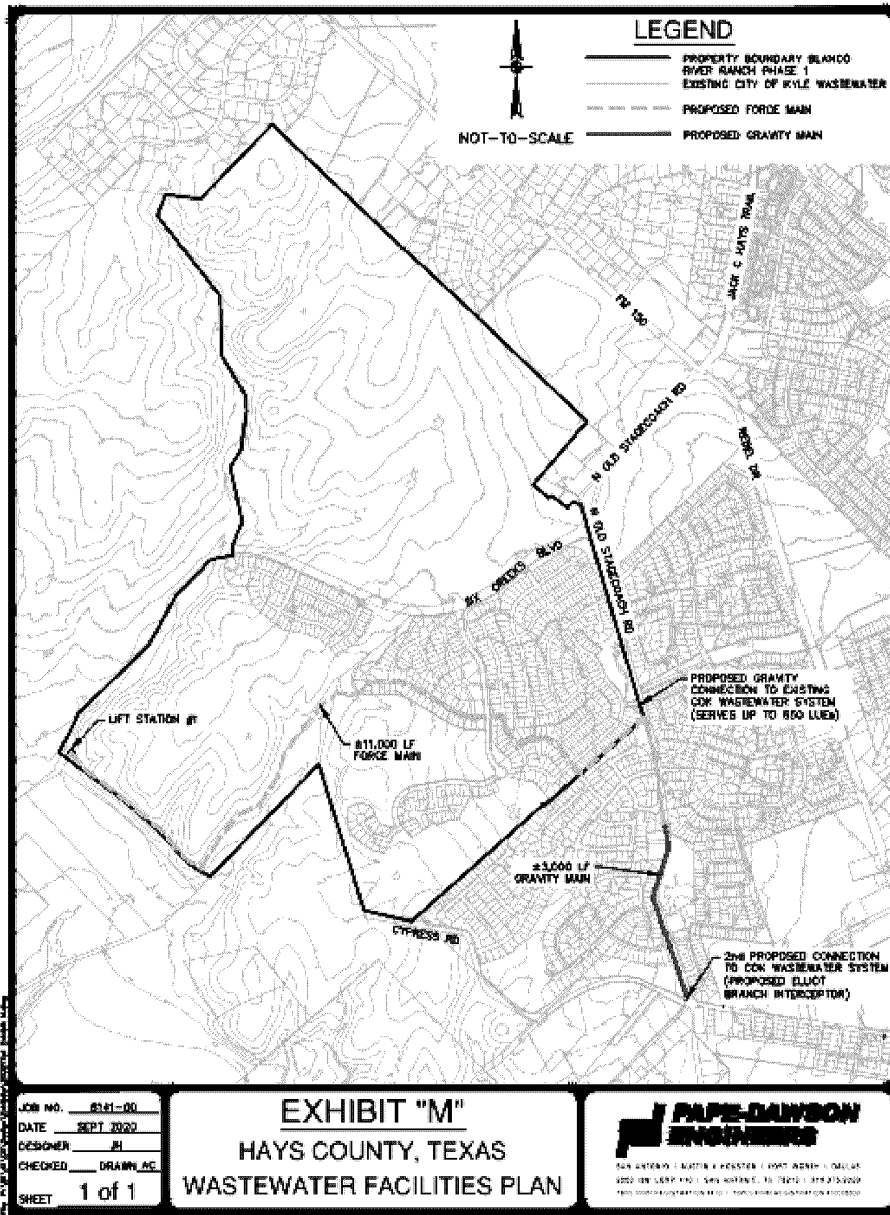 LEGEND
PROPERTY BOUNDARY BLANCO
RIVER RANCH PHASE 1
EXISTING CITY OF KYLE WASTEWATER
PROPOSED FORCE MAIN
PROPOSED GRAVITY MAIN
NOT-TO-SCALE
JACK C HAYS TRAIL
N OLD STAGECOACH RD
N OLD STAGECOACH RD
SIX CREEKS BLVD
PROPOSED GRAVITY
CONNECTION TO EXISTING
COK WASTEWATER SYSTEM
(SERVES UP TO LUEs)
LIFT STATION #1
±11,000 LF
FORCE MAIN
±3,000 LF
GRAVITY MAIN
CYPRESS RD
2nd PROPOSED CONNECTION
TO COK WASTEWATER SYSTEM
(PROPOSED ELLIOT
BRANCH INTERCEPTOR)
JOB NO.
DATE SEPT 2020
DESIGNER JH
CHECKED DRAWN AC
SHEET 1 of 1
EXHIBIT "M"
HAYS COUNTY, TEXAS
WASTEWATER FACILITIES PLAN
PAPE-DAWSON
ENGINEERS
SAN ANTONIO | AUSTIN | HOUSTON | FORT WORTH | DALLAS